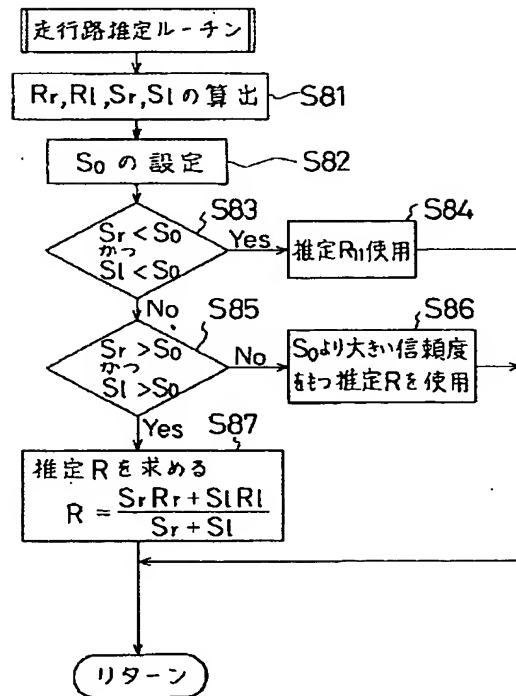 走行路推定ルーチン
Rr,Rl,Sr,Slの算出
S81
Soの設定
S82
S83
Sr<So
かつ
Sl<So
Yes
S84
推定R11使用
No
S85
Sr>So
かつ
Sl>So
No
S86
Soより大きい信頼度
をもつ推定Rを使用
Yes
S87
推定Rを求める
R=SrRr+SlRl
Sr+Sl
リターン